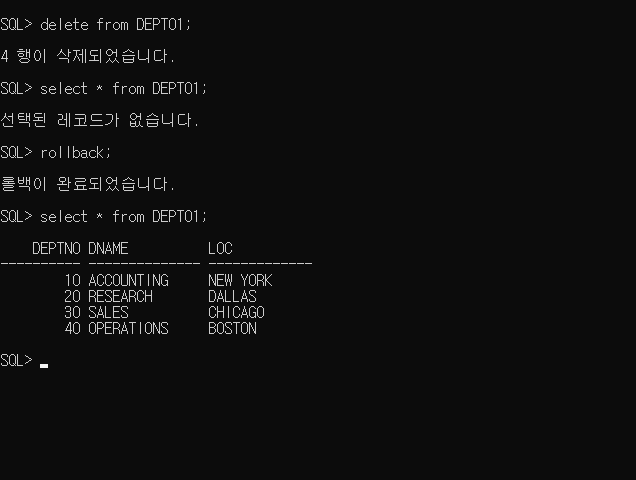 SQL> delete from DEPT01;
4 행이 삭제되었습니다.
SQL> select * from DEPT01;
선택된 레코드가 없습니다.
SQL> rollback;
롤백이 완료되었습니다.
SQL> select * from DEPT01;
    DEPTNO DNAME          LOC
---------- -------------- -------------
        10 ACCOUNTING     NEW YORK
        20 RESEARCH       DALLAS
        30 SALES          CHICAGO
        40 OPERATIONS     BOSTON
SQL>